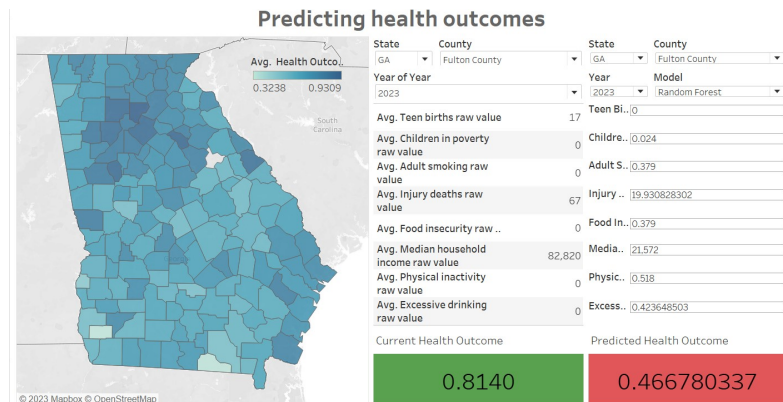 Predicting health outcomes
Avg. Health Outco..
0.3238 0.9309
South
Carolina
© 2023 Mapbox © OpenStreetMap
State County
GA Fulton County
Year of Year
2023
Avg. Teen births raw value 17
Avg. Children in poverty
raw value 0
Avg. Adult smoking raw
value 0
Avg. Injury deaths raw
value 67
Avg. Food insecurity raw .. 0
Avg. Median household
income raw value 82,820
Avg. Physical inactivity
raw value 0
Avg. Excessive drinking
raw value 0
Current Health Outcome
0.8140
State County
GA Fulton County
Year Model
2023 Random Forest
Teen Bi.. 0
Childre.. 0.024
Adult S.. 0.379
Injury .. 19.930828302
Food In.. 0.379
Media.. 21,572
Physic.. 0.518
Excess.. 0.423648503
Predicted Health Outcome
0.466780337